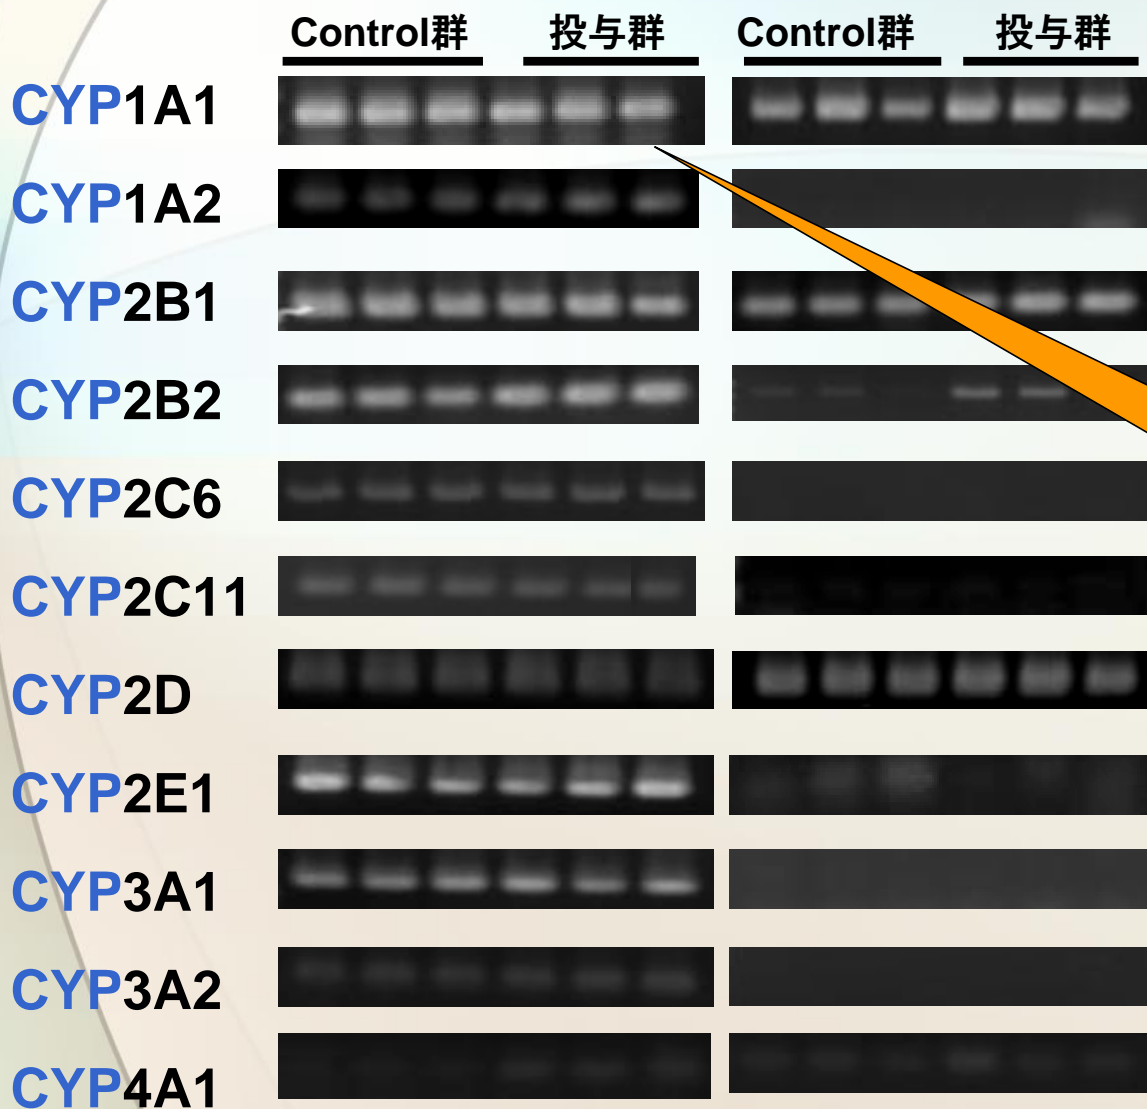 Control群 投与群 Control群 投与群
CYP1A1
CYP1A2
CYP2B1
CYP2B2
CYP2C6
CYP2C11
CYP2D
CYP2E1
CYP3A1
CYP3A2
CYP4A1